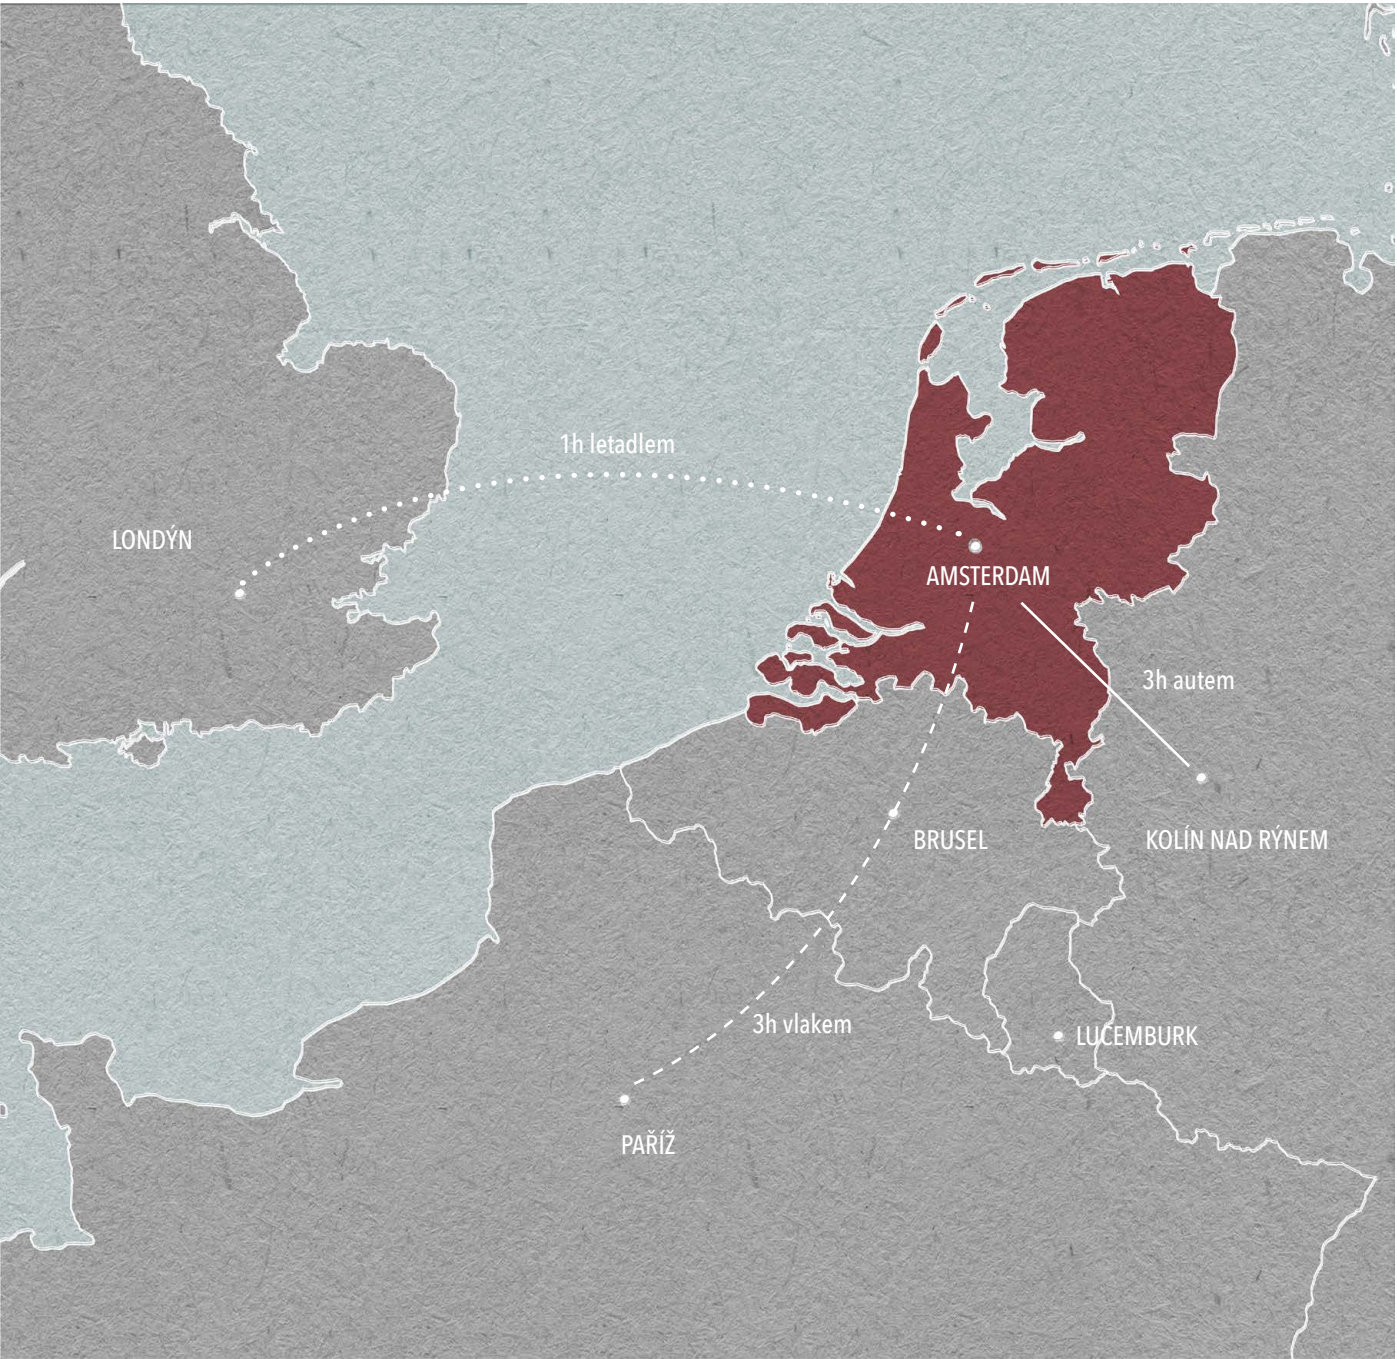 1h letadlem
LONDÝN
AMSTERDAM
3h autem
BRUSEL
KOLÍN NAD RÝNEM
3h vlakem
LUCEMBURK
PAŘÍŽ